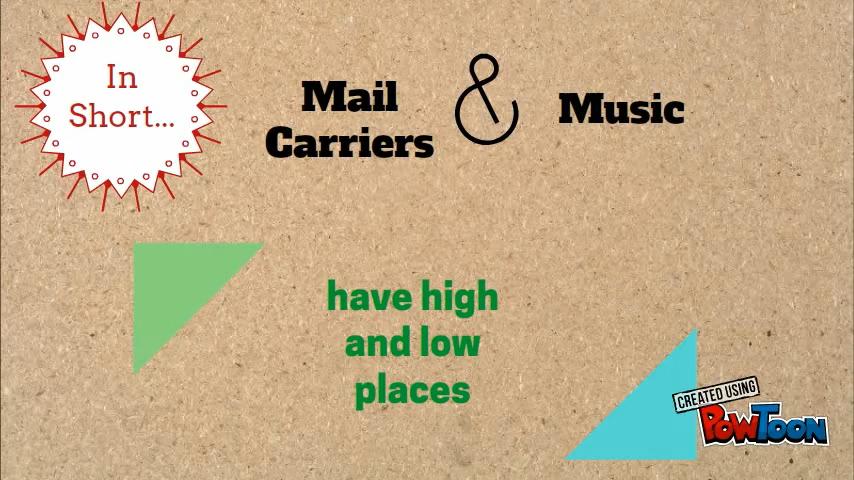 In
Short...
Mail
Carriers
&
Music
have high
and low
places
CREATED USING
POWTOON